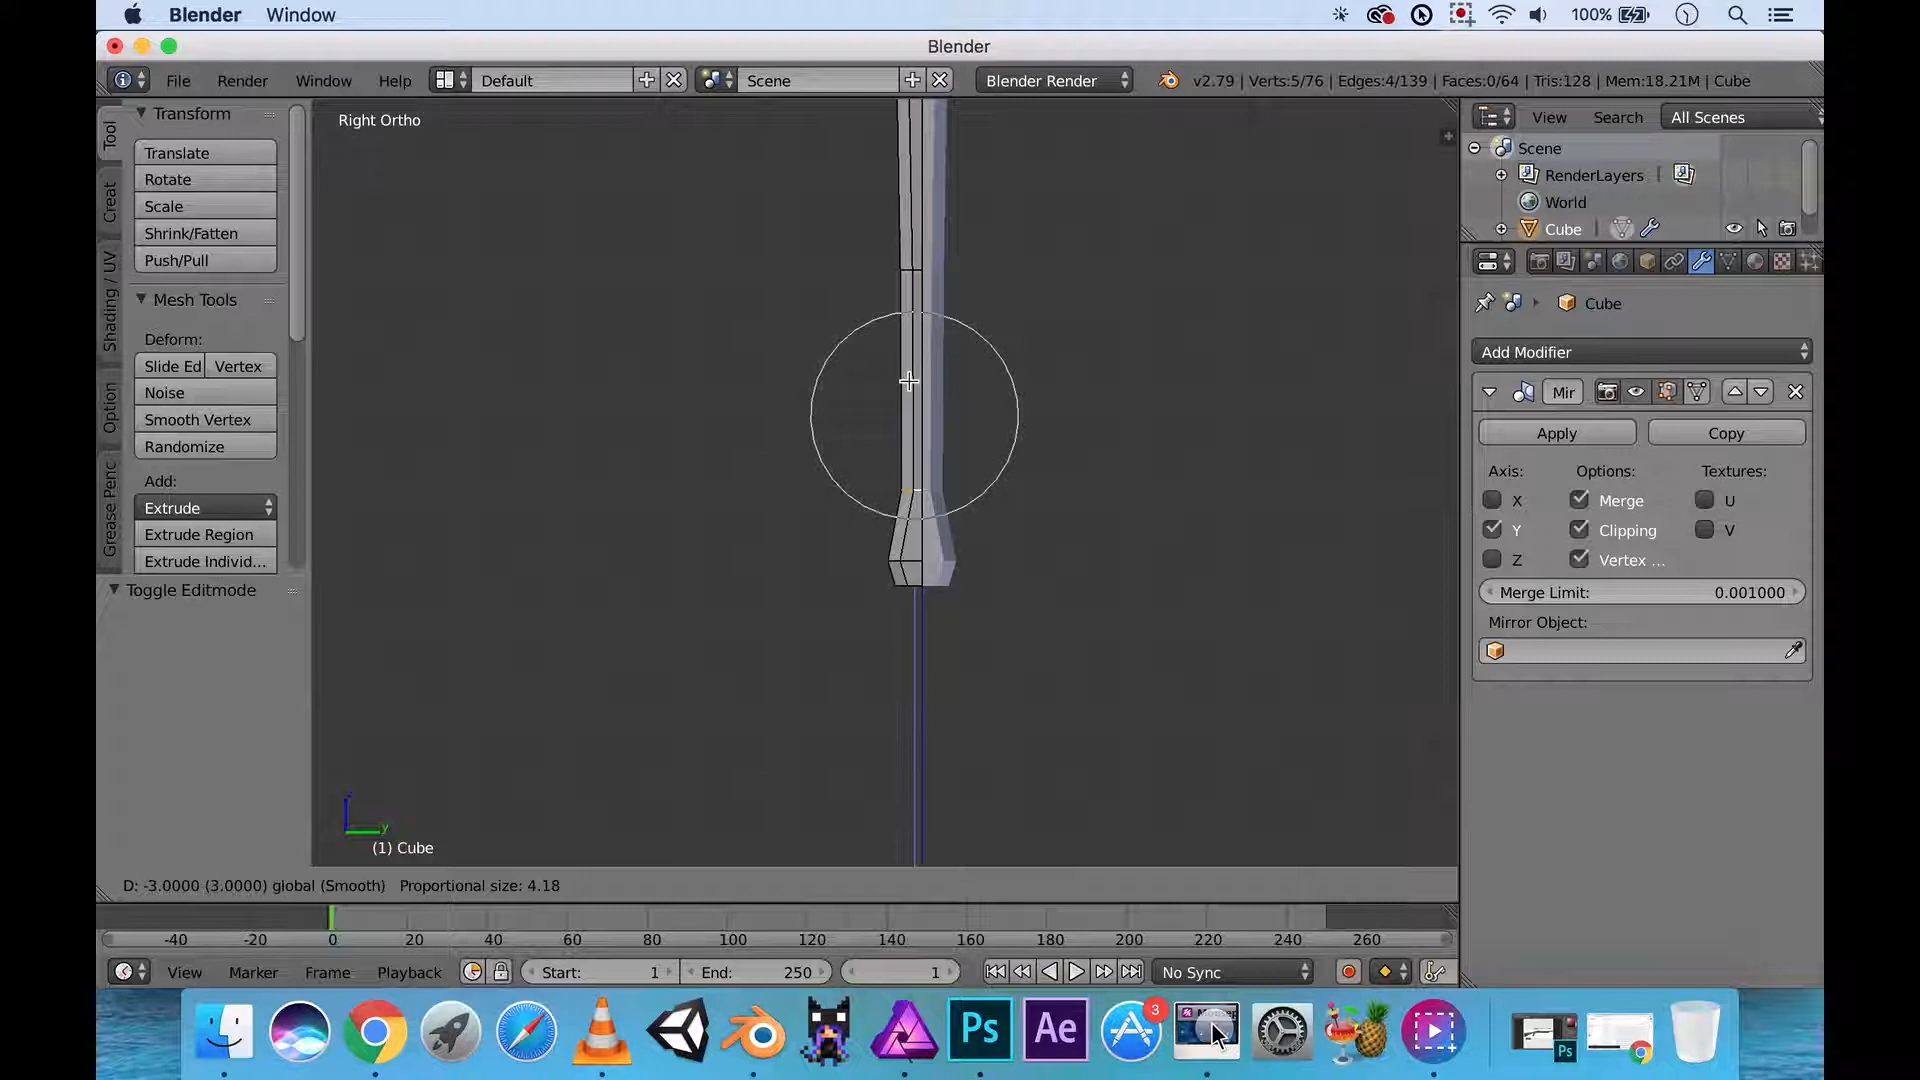 Blender Window 100%
Blender
File Render Window Help Default Scene Blender Render v2.79 | Verts:5/76 | Edges:4/139 | Faces:0/64 | Tris:128 | Mem:18.21M | Cube
Transform
Translate
Rotate
Scale
Shrink/Fatten
Push/Pull
Mesh Tools
Deform:
Slide Ed Vertex
Noise
Smooth Vertex
Randomize
Add:
Extrude
Extrude Region
Extrude Individ...
Toggle Editmode
Tool
Creat
Shading / UV
Option
Grease Penc
Right Ortho
z
y
(1) Cube
D: -3.0000 (3.0000) global (Smooth) Proportional size: 4.18
View Search All Scenes
Scene
RenderLayers
World
Cube
Cube
Add Modifier
Mir
Apply Copy
Axis: Options: Textures:
X Merge U
Y Clipping V
Z Vertex ...
Merge Limit: 0.001000
Mirror Object:
-40 -20 0 20 40 60 80 100 120 140 160 180 200 220 240 260
View Marker Frame Playback Start: 1 End: 250 1 No Sync
Ps Ae 3 Ps